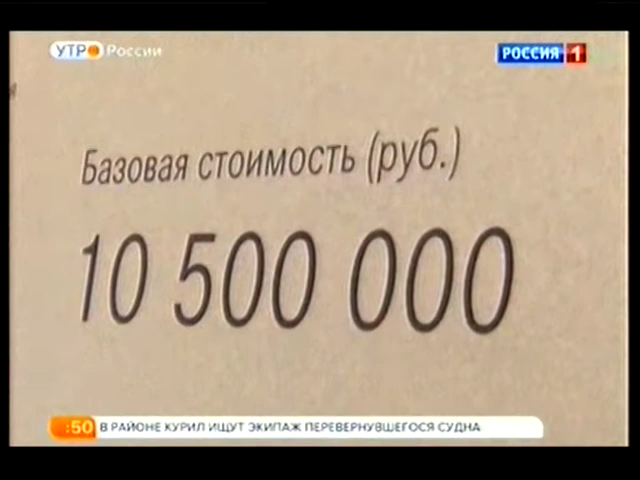 УТРО России
РОССИЯ 1
Базовая стоимость (руб.)
10 500 000
:50 В РАЙОНЕ КУРИЛ ИЩУТ ЭКИПАЖ ПЕРЕВЕРНУВШЕГОСЯ СУДНА